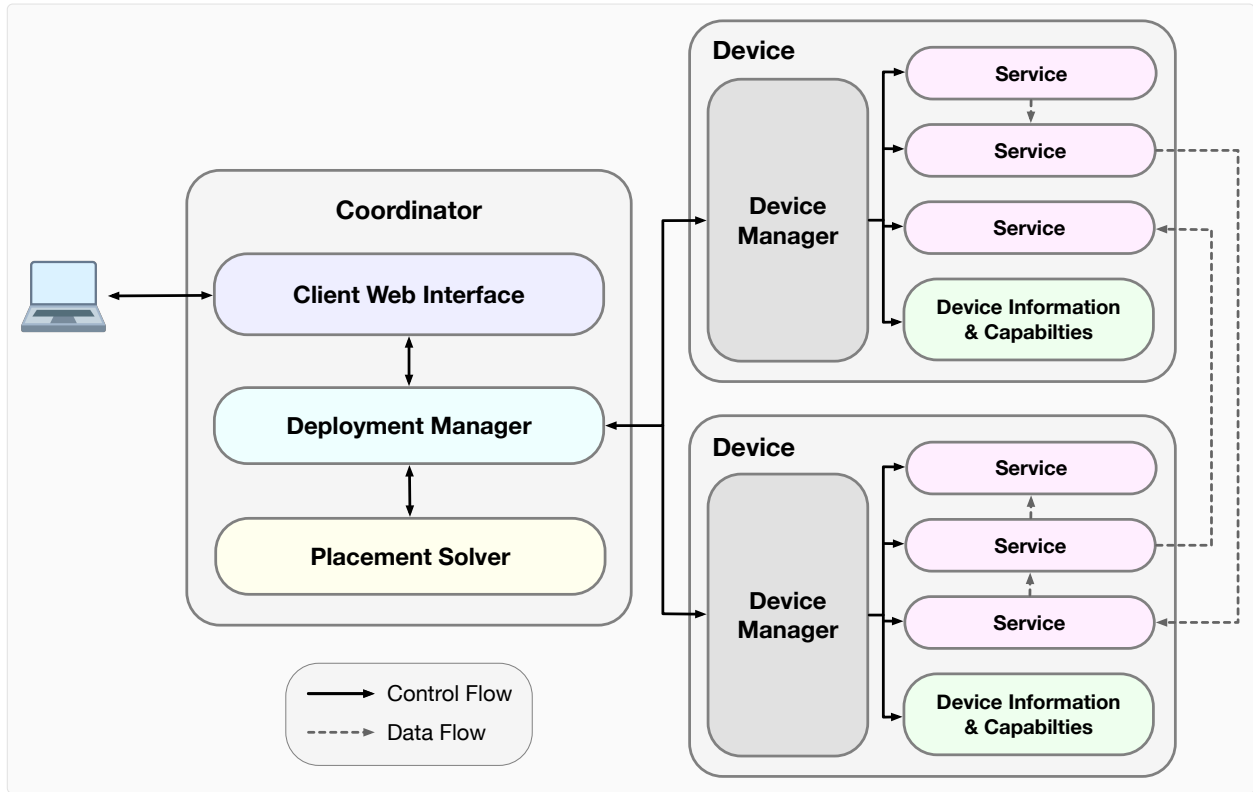 Coordinator
Client Web Interface
Deployment Manager
Placement Solver
Control Flow
Data Flow
Device
Device
Manager
Service
Service
Service
Device Information
& Capabilties
Device
Device
Manager
Service
Service
Service
Device Information
& Capabilties